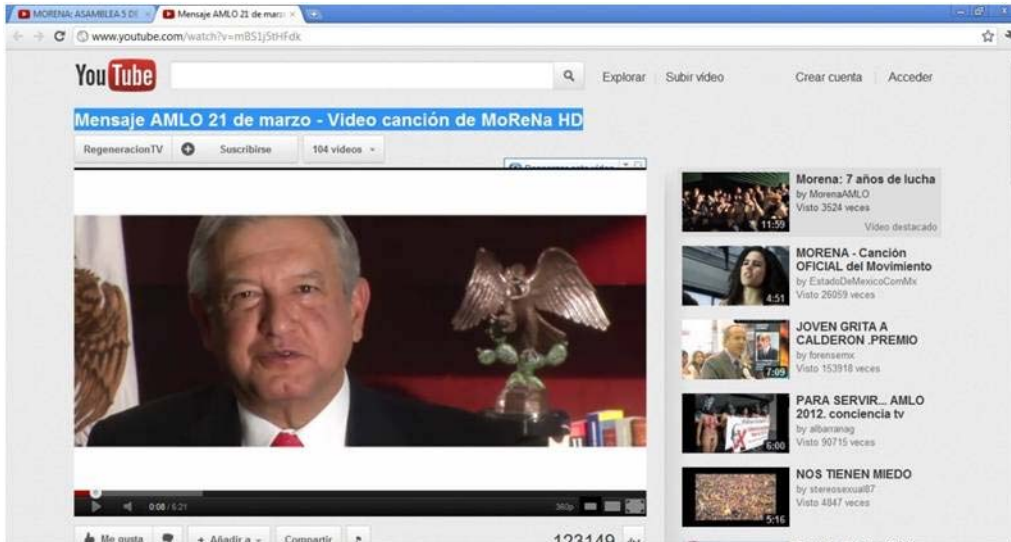 MORENA: ASAMBLEA 5 DE
Mensaje AMLO 21 de marz
www.youtube.com/watch?v=mBS1j5tHFdk
YouTube
Explorar
Subir vídeo
Crear cuenta
Acceder
Mensaje AMLO 21 de marzo - Video canción de MoReNa HD
RegeneracionTV
Suscribirse
104 vídeos
Morena: 7 años de lucha
by MorenaAMLO
Visto 3524 veces
Vídeo destacado
11:59
MORENA - Canción
OFICIAL del Movimiento
by EstadoDeMexicoComMx
Visto 26059 veces
4:51
JOVEN GRITA A
CALDERON .PREMIO
by forensemx
Visto 153918 veces
7:09
PARA SERVIR... AMLO
2012. conciencia tv
by albarranag
Visto 90715 veces
6:00
NOS TIENEN MIEDO
by stereosexual87
Visto 4847 veces
5:16
0:08 / 6:21
360p
Me gusta
+ Añadir a
Compartir
123149